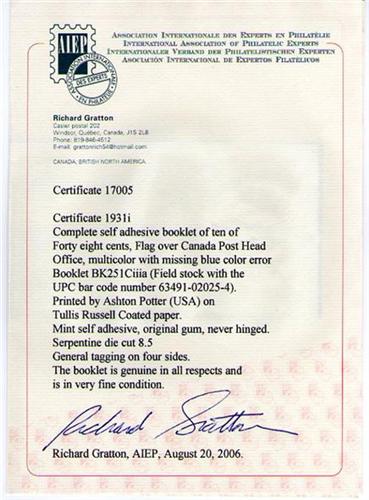 AIEP
ASSOCIATION INTERNATIONALE
DES EXPERTS
EN PHILATÉLIE
ASSOCIATION INTERNATIONALE DES EXPERTS EN PHILATÉLIE
INTERNATIONAL ASSOCIATION OF PHILATELIC EXPERTS
INTERNATIONALER VERBAND DER PHILATELISTISCHEN EXPERTEN
ASOCIACIÓN INTERNACIONAL DE EXPERTOS FILATÉLICOS
Richard Gratton
Casier postal 202
Windsor, Québec, Canada, J1S 2L8
Phone: 819-846-4512
E-mail: grattonrich54@hotmail.com
CANADA, BRITISH NORTH AMERICA.
Certificate 17005
Certificate 1931i
Complete self adhesive booklet of ten of
Forty eight cents, Flag over Canada Post Head
Office, multicolor with missing blue color error
Booklet BK251Ciiia (Field stock with the
UPC bar code number 63491-02025-4).
Printed by Ashton Potter (USA) on
Tullis Russell Coated paper.
Mint self adhesive, original gum, never hinged.
Serpentine die cut 8.5
General tagging on four sides.
The booklet is genuine in all respects and
is in very fine condition.
Richard Gratton
Richard Gratton, AIEP, August 20, 2006.